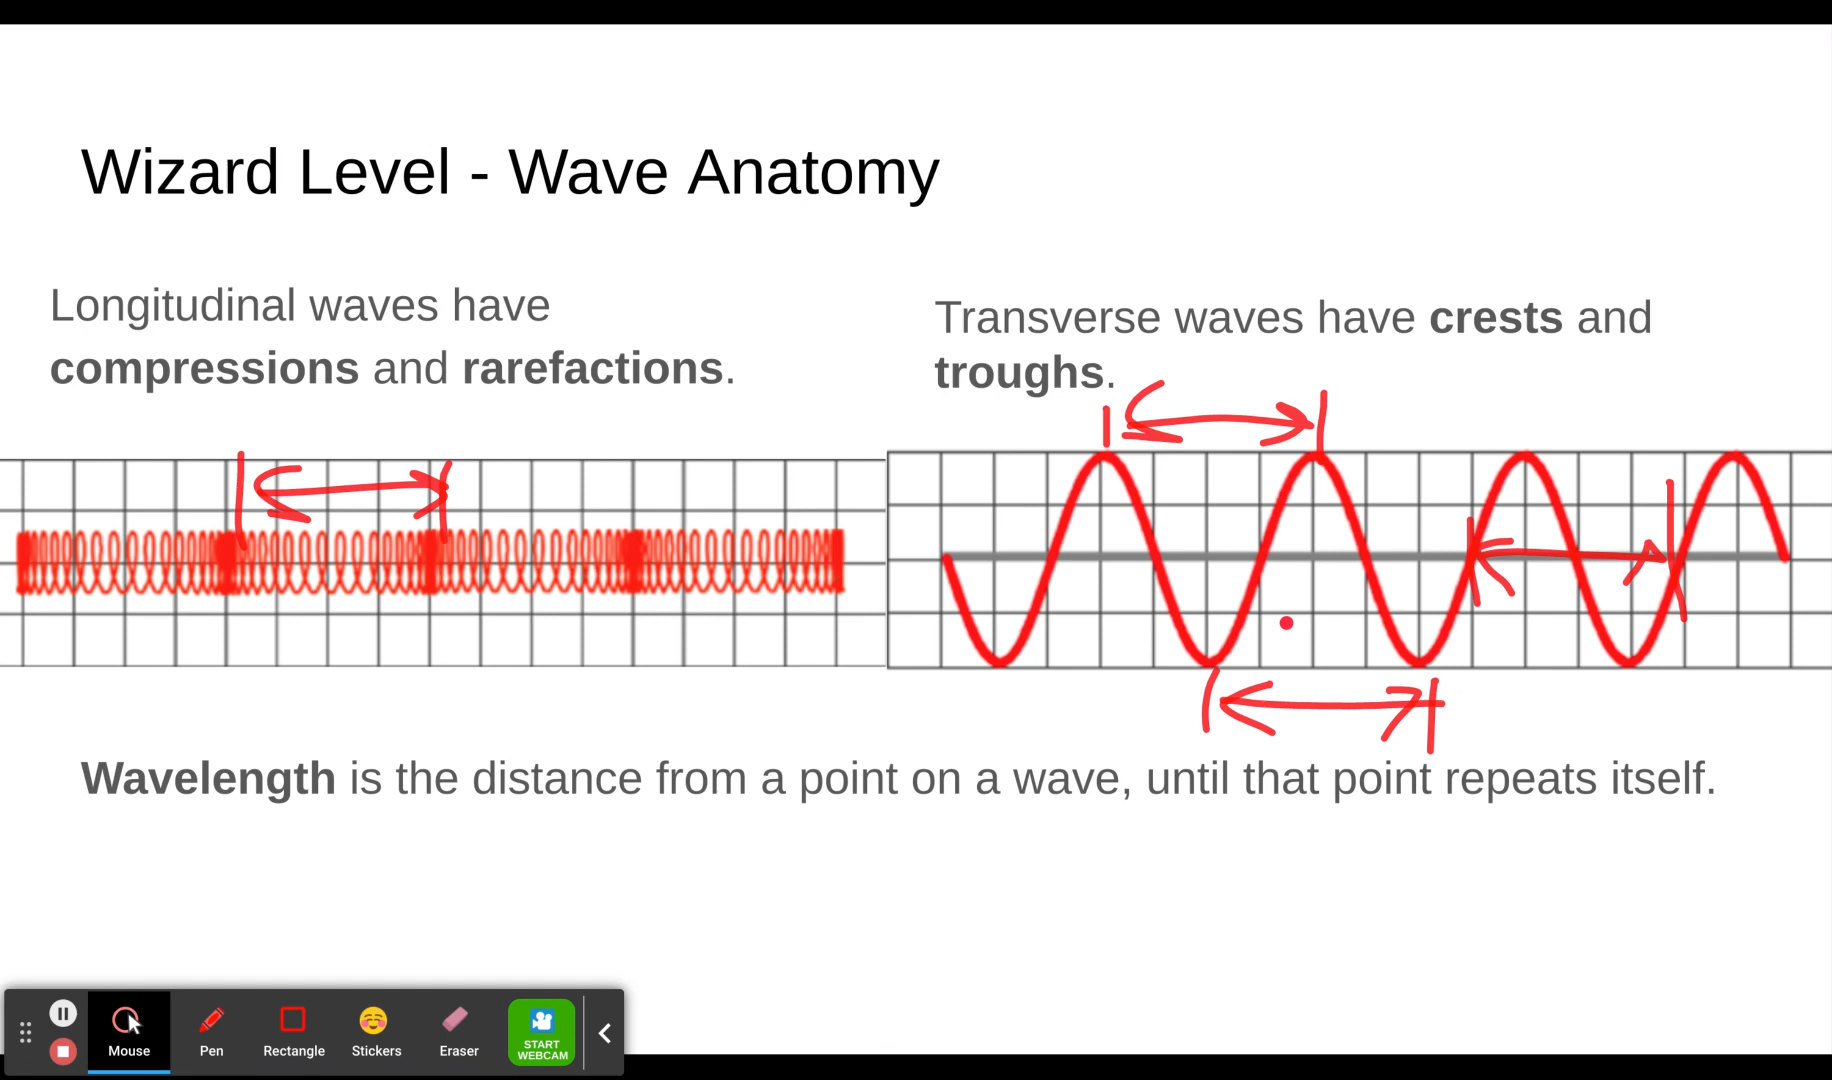 Wizard Level - Wave Anatomy
Longitudinal waves have
compressions and rarefactions.
Transverse waves have crests and
troughs.
Wavelength is the distance from a point on a wave, until that point repeats itself.
Mouse
Pen
Rectangle
Stickers
Eraser
START
WEBCAM